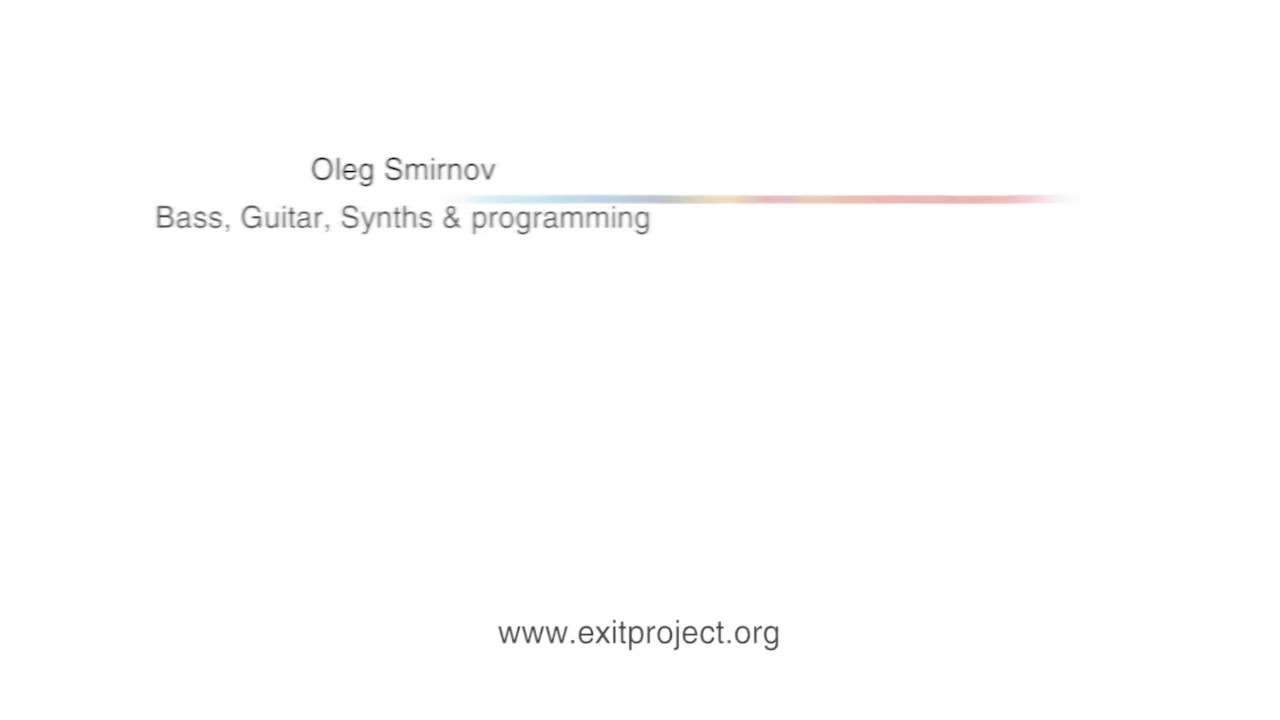 Oleg Smirnov
Bass, Guitar, Synths & programming
www.exitproject.org